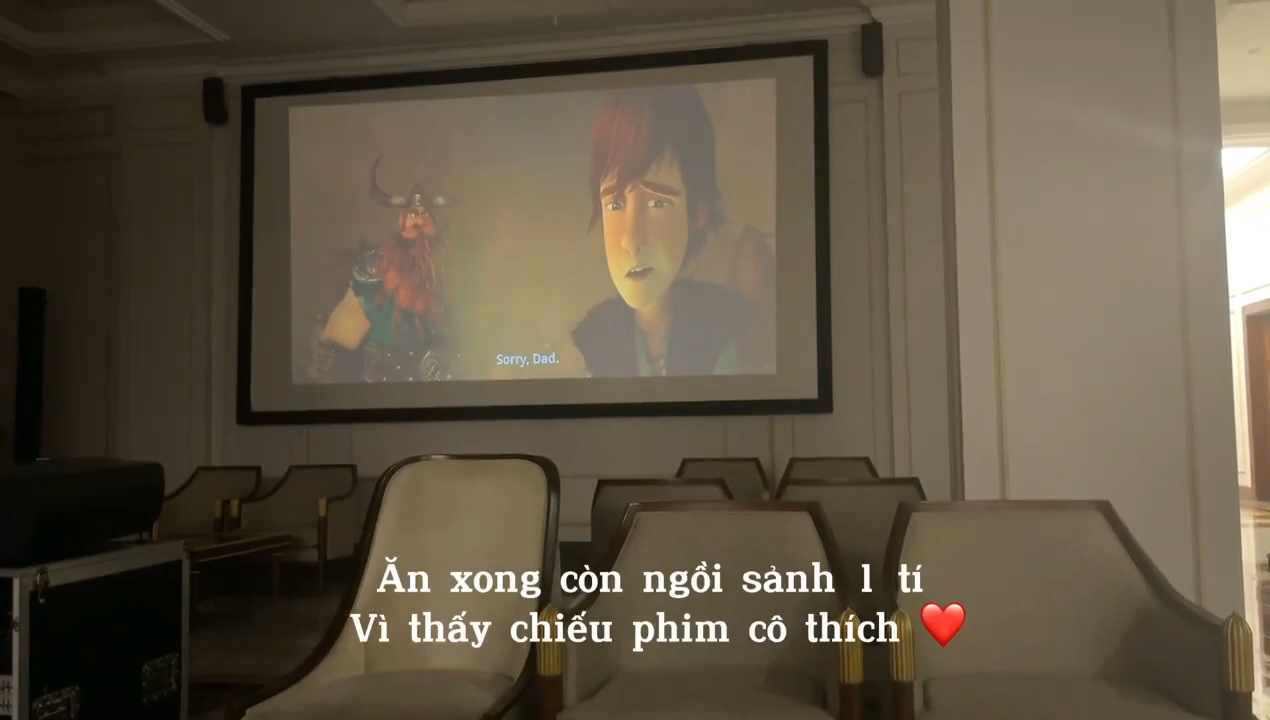 Sorry, Dad.
Ăn xong còn ngồi sảnh 1 tí
Vì thấy chiếu phim cô thích ❤️